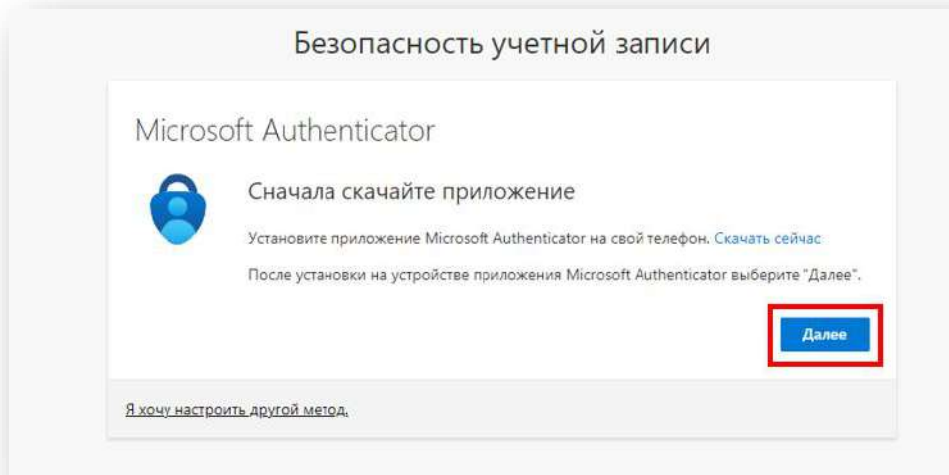 Безопасность учетной записи
Microsoft Authenticator
Сначала скачайте приложение
Установите приложение Microsoft Authenticator на свой телефон. Скачать сейчас
После установки на устройстве приложения Microsoft Authenticator выберите "Далее".
Далее
Я хочу настроить другой метод.